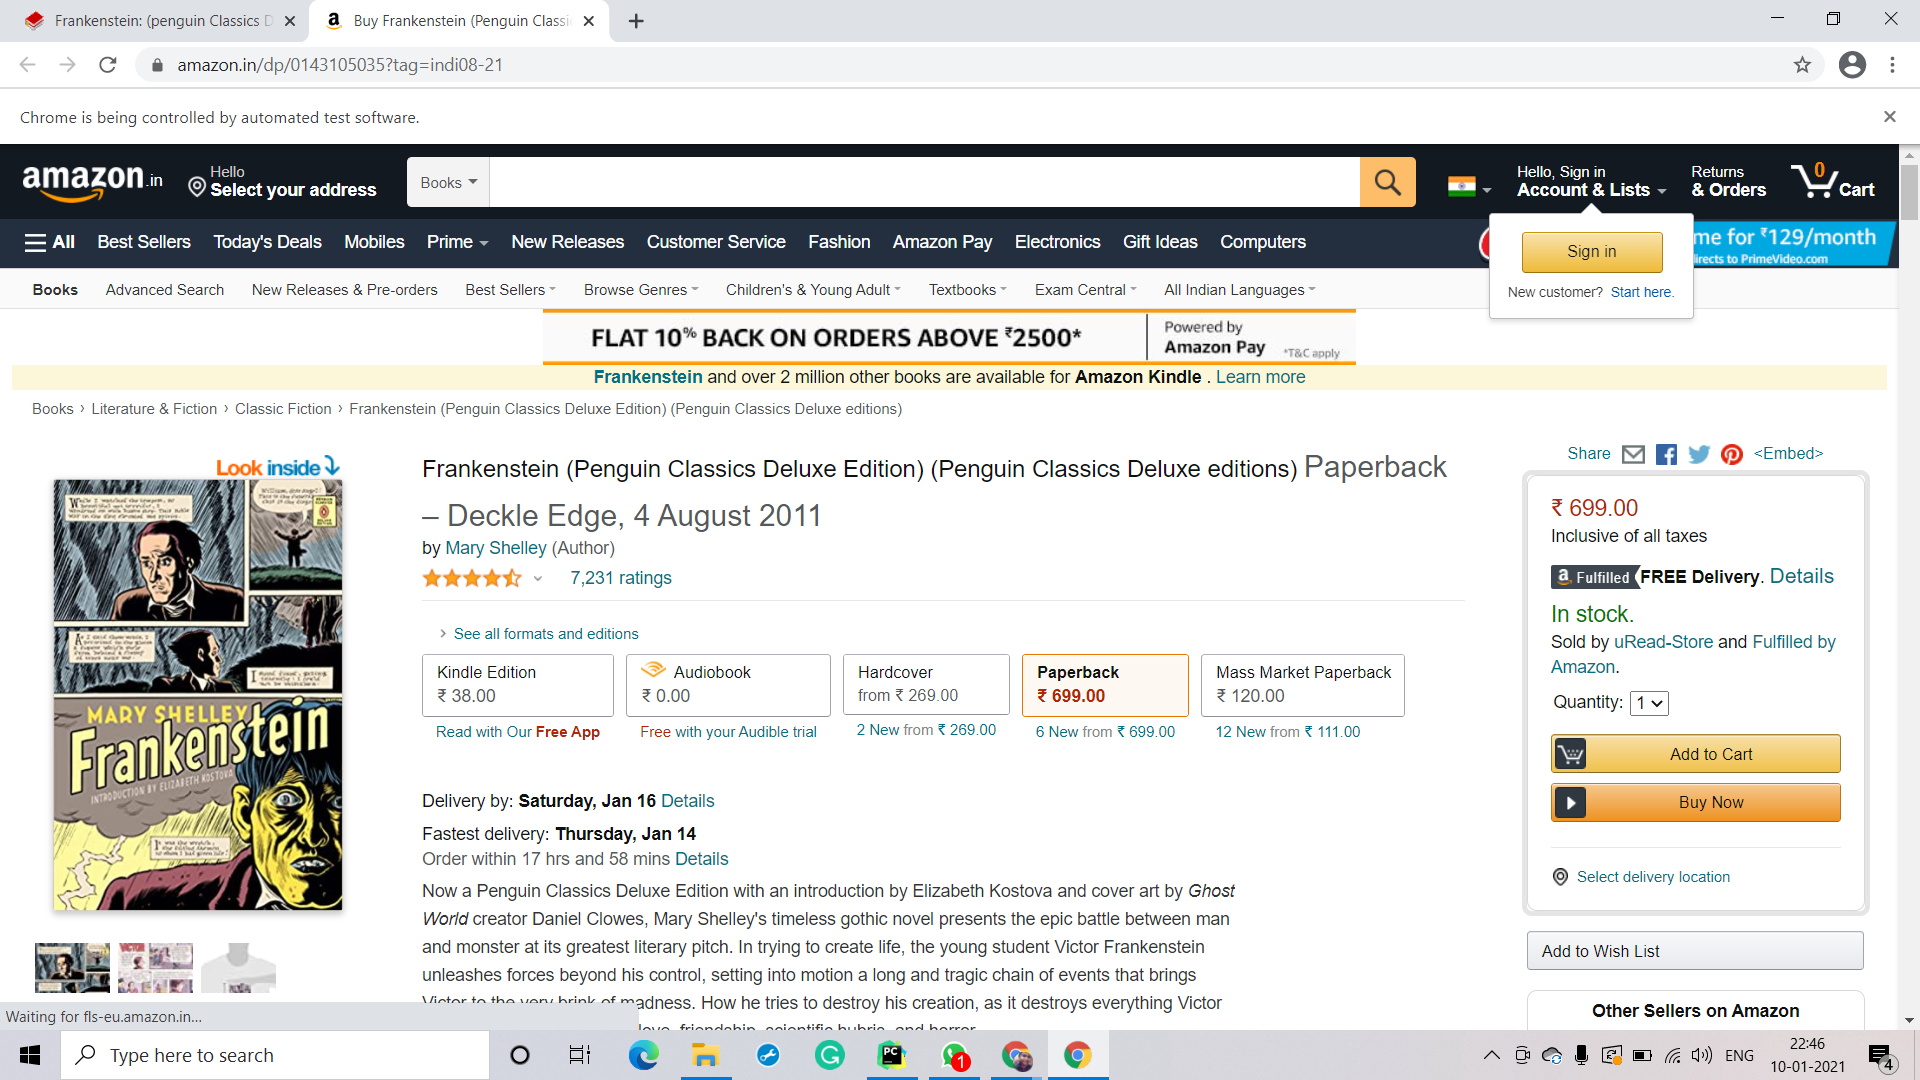 Frankenstein: (penguin Classics D
Buy Frankenstein (Penguin Classi
amazon.in/dp/0143105035?tag=indi08-21
Chrome is being controlled by automated test software.
amazon.in
Hello
Select your address
Books
Hello, Sign in
Account & Lists
Returns
& Orders
0
Cart
All
Best Sellers
Today's Deals
Mobiles
Prime
New Releases
Customer Service
Fashion
Amazon Pay
Electronics
Gift Ideas
Computers
me for ₹129/month
irects to PrimeVideo.com
Sign in
New customer? Start here.
Books
Advanced Search
New Releases & Pre-orders
Best Sellers
Browse Genres
Children's & Young Adult
Textbooks
Exam Central
All Indian Languages
FLAT 10% BACK ON ORDERS ABOVE ₹2500*
Powered by
Amazon Pay
*T&C apply
Frankenstein and over 2 million other books are available for Amazon Kindle . Learn more
Books › Literature & Fiction › Classic Fiction › Frankenstein (Penguin Classics Deluxe Edition) (Penguin Classics Deluxe editions)
Look inside
MARY SHELLEY
Frankenstein
INTRODUCTION BY ELIZABETH KOSTOVA
Frankenstein (Penguin Classics Deluxe Edition) (Penguin Classics Deluxe editions) Paperback
– Deckle Edge, 4 August 2011
by Mary Shelley (Author)
7,231 ratings
› See all formats and editions
Kindle Edition
₹ 38.00
Read with Our Free App
Audiobook
₹ 0.00
Free with your Audible trial
Hardcover
from ₹ 269.00
2 New from ₹ 269.00
Paperback
₹ 699.00
6 New from ₹ 699.00
Mass Market Paperback
₹ 120.00
12 New from ₹ 111.00
Delivery by: Saturday, Jan 16 Details
Fastest delivery: Thursday, Jan 14
Order within 17 hrs and 58 mins Details
Now a Penguin Classics Deluxe Edition with an introduction by Elizabeth Kostova and cover art by Ghost
World creator Daniel Clowes, Mary Shelley's timeless gothic novel presents the epic battle between man
and monster at its greatest literary pitch. In trying to create life, the young student Victor Frankenstein
unleashes forces beyond his control, setting into motion a long and tragic chain of events that brings
Victor to the very brink of madness. How he tries to destroy his creation, as it destroys everything Victor
love, friendship, scientific hubris, and horror.
Share
<Embed>
₹ 699.00
Inclusive of all taxes
a Fulfilled FREE Delivery. Details
In stock.
Sold by uRead-Store and Fulfilled by
Amazon.
Quantity: 1
Add to Cart
Buy Now
Select delivery location
Add to Wish List
Other Sellers on Amazon
Waiting for fls-eu.amazon.in...
Type here to search
PC
1
ENG
22:46
10-01-2021
4